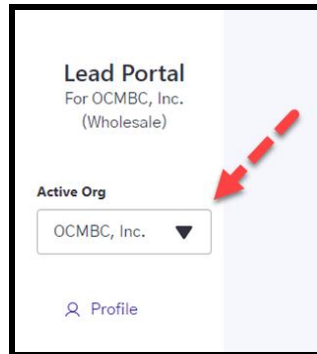 Lead Portal
For OCMBC, Inc.
(Wholesale)
Active Org
OCMBC, Inc.
Profile